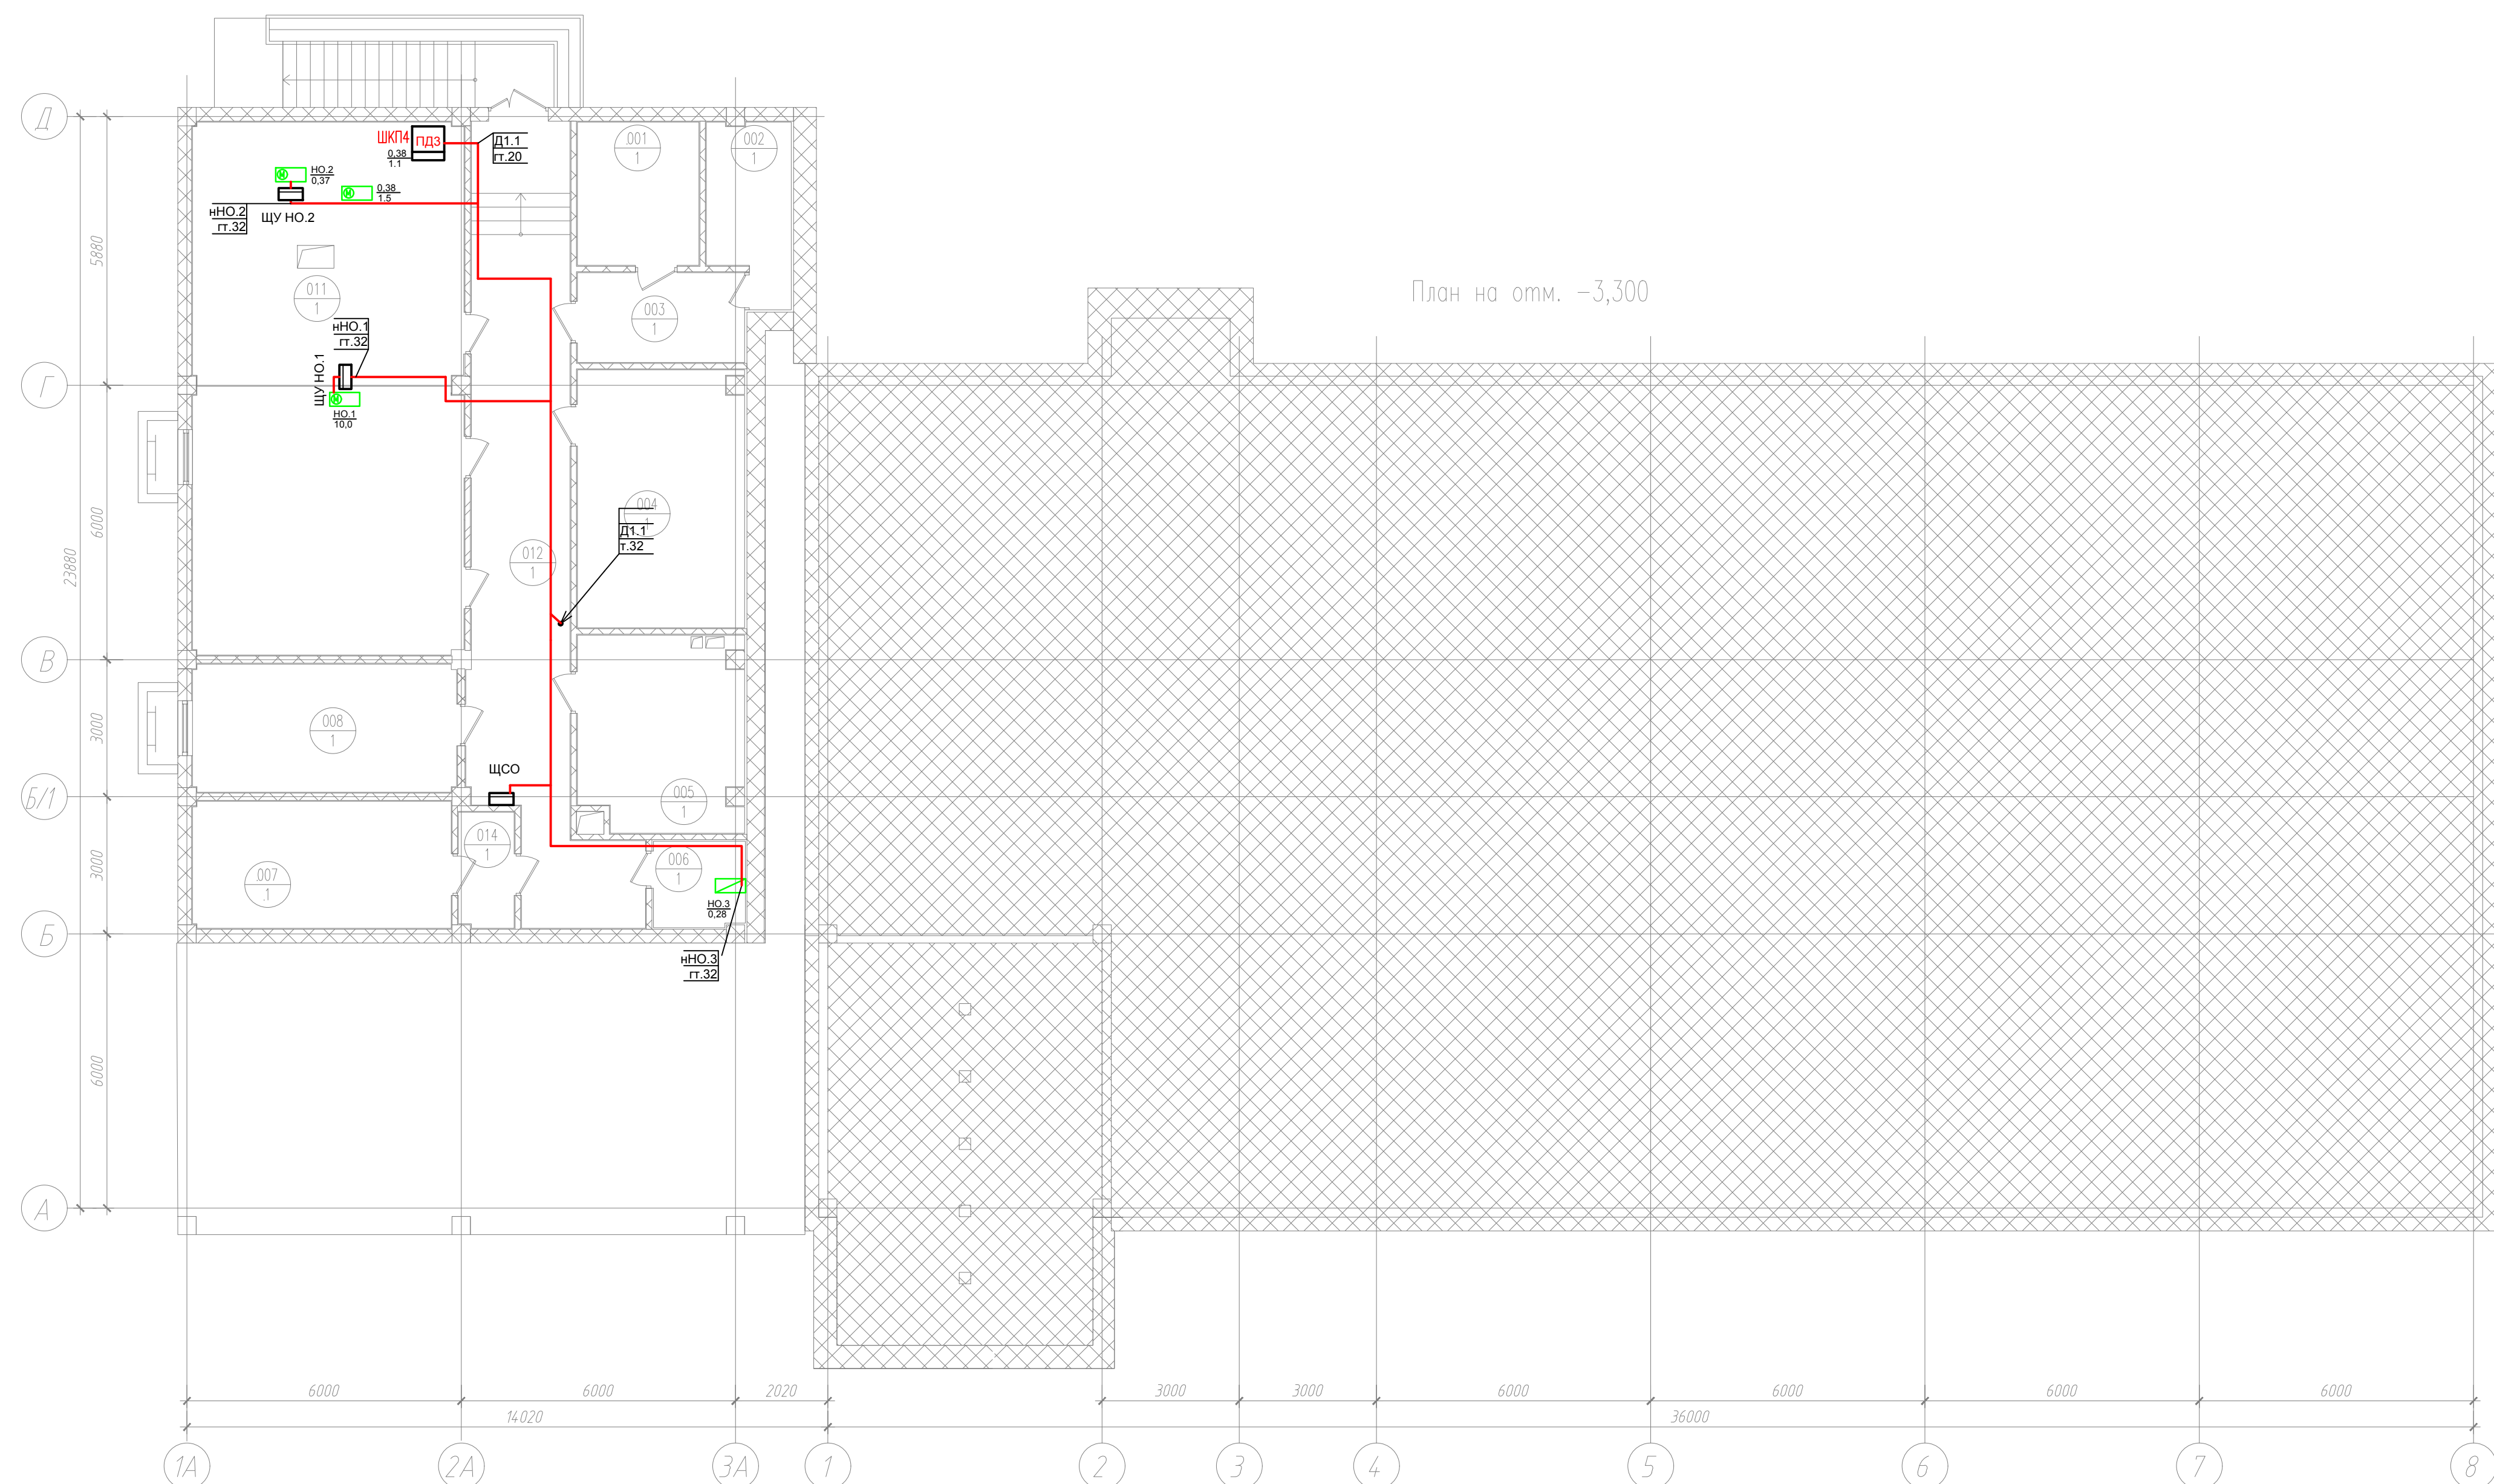 Д
ШКП4
ПДЗ
0,38
1.1
Д1.1
гт.20
001
1
002
1
НО.2
0,37
0,38
1.5
нНО.2
гт.32
ЩУ НО.2
5880
План на отм. -3,300
011
1
003
1
нНО.1
гт.32
ЩУ НО.1
Г
НО.1
10,0
6000
23880
004
1
Д1.1
т.32
012
1
В
008
1
3000
ЩСО
Б/1
005
1
014
1
006
1
007
.1
3000
НО.3
0,28
Б
нНО.3
гт.32
6000
А
6000
6000
2020
3000
3000
6000
6000
6000
6000
14020
36000
1А
2А
3А
1
2
3
4
5
6
7
8